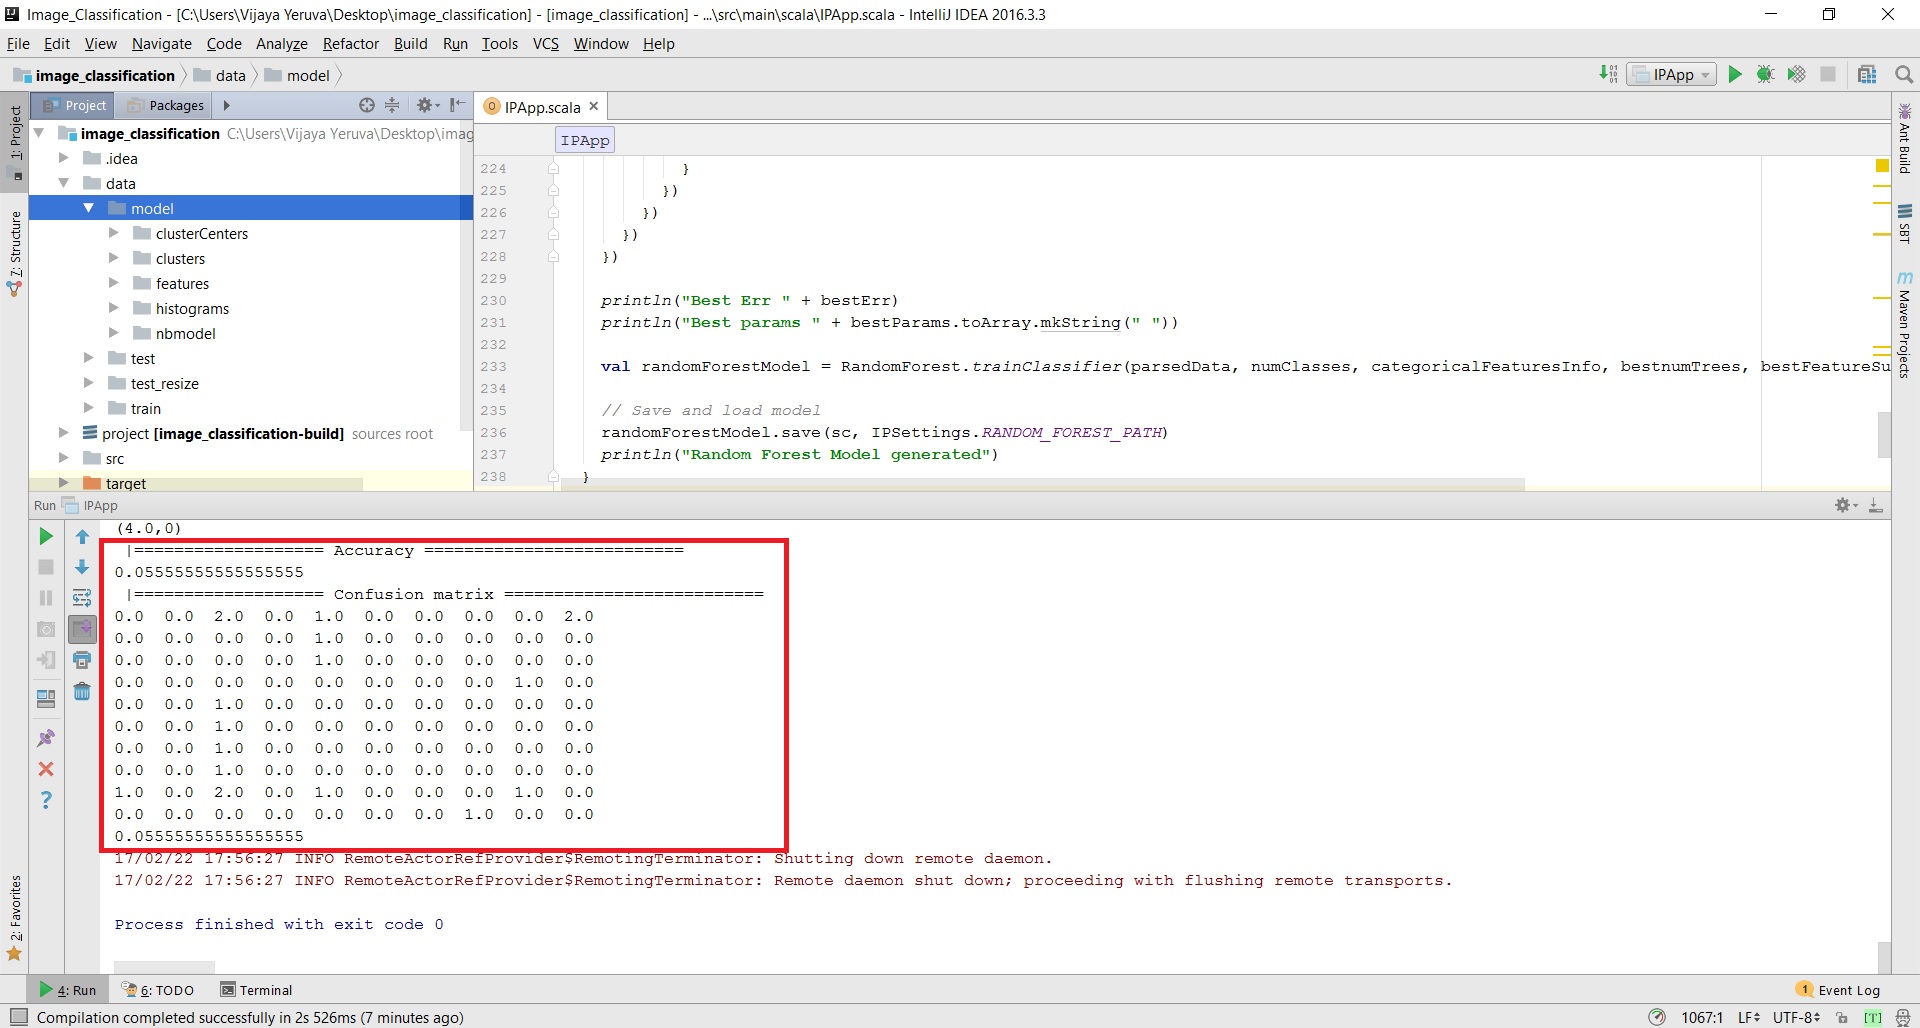 Image_Classification - [C:\Users\Vijaya Yeruva\Desktop\image_classification] - [image_classification] - ...\src\main\scala\IPApp.scala - IntelliJ IDEA 2016.3.3
File Edit View Navigate Code Analyze Refactor Build Run Tools VCS Window Help
image_classification data model
IPApp
1: Project
7: Structure
2: Favorites
Project Packages
image_classification C:\Users\Vijaya Yeruva\Desktop\imag
.idea
data
model
clusterCenters
clusters
features
histograms
nbmodel
test
test_resize
train
project [image_classification-build] sources root
src
target
IPApp.scala
IPApp
224 }
225 })
226 })
227 })
228 })
229
230 println("Best Err " + bestErr)
231 println("Best params " + bestParams.toArray.mkString(" "))
232
233 val randomForestModel = RandomForest.trainClassifier(parsedData, numClasses, categoricalFeaturesInfo, bestnumTrees, bestFeatureSu
234
235 // Save and load model
236 randomForestModel.save(sc, IPSettings.RANDOM_FOREST_PATH)
237 println("Random Forest Model generated")
238 }
Ant Build
SBT
Maven Projects
Run IPApp
(4.0,0)
|=================== Accuracy ==========================
0.05555555555555555
|=================== Confusion matrix ==========================
0.0 0.0 2.0 0.0 1.0 0.0 0.0 0.0 0.0 2.0
0.0 0.0 0.0 0.0 1.0 0.0 0.0 0.0 0.0 0.0
0.0 0.0 0.0 0.0 1.0 0.0 0.0 0.0 0.0 0.0
0.0 0.0 0.0 0.0 0.0 0.0 0.0 0.0 1.0 0.0
0.0 0.0 1.0 0.0 0.0 0.0 0.0 0.0 0.0 0.0
0.0 0.0 1.0 0.0 0.0 0.0 0.0 0.0 0.0 0.0
0.0 0.0 1.0 0.0 0.0 0.0 0.0 0.0 0.0 0.0
0.0 0.0 1.0 0.0 0.0 0.0 0.0 0.0 0.0 0.0
1.0 0.0 2.0 0.0 1.0 0.0 0.0 0.0 1.0 0.0
0.0 0.0 0.0 0.0 0.0 0.0 0.0 1.0 0.0 0.0
0.05555555555555555
17/02/22 17:56:27 INFO RemoteActorRefProvider$RemotingTerminator: Shutting down remote daemon.
17/02/22 17:56:27 INFO RemoteActorRefProvider$RemotingTerminator: Remote daemon shut down; proceeding with flushing remote transports.
Process finished with exit code 0
4: Run 6: TODO Terminal 1 Event Log
Compilation completed successfully in 2s 526ms (7 minutes ago) 1067:1 LF UTF-8 [T]